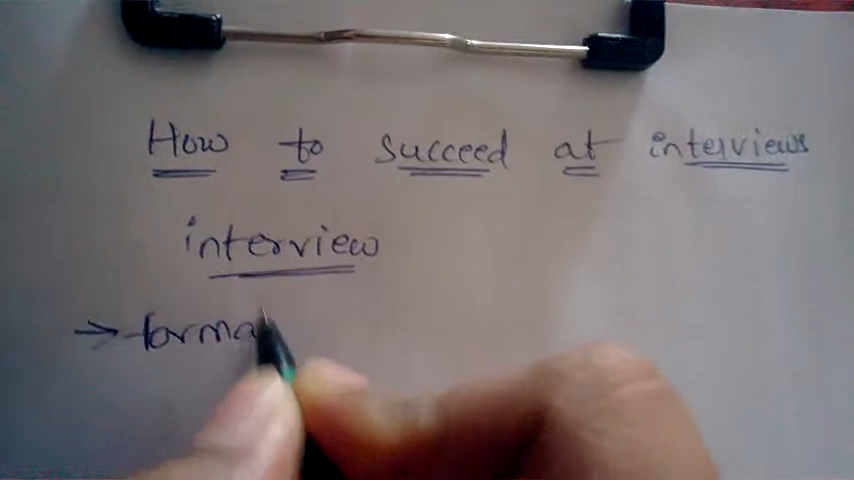 How to succeed at interviews
interview
→ forma